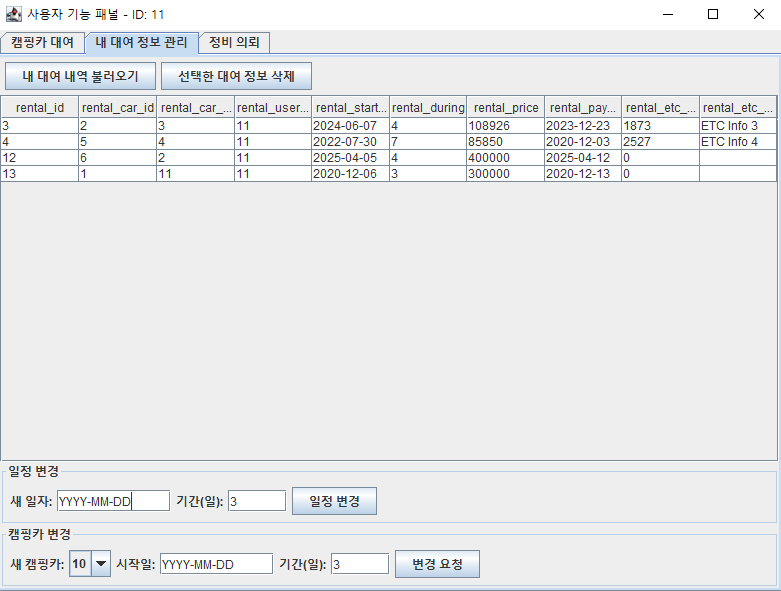 사용자 기능 패널 - ID: 11
캠핑카 대여 내 대여 정보 관리 정비 의뢰
내 대여 내역 불러오기 선택한 대여 정보 삭제
rental_id rental_car_id rental_car_... rental_user... rental_start... rental_during rental_price rental_pay... rental_etc_... rental_etc_...
3 2 3 11 2024-06-07 4 108926 2023-12-23 1873 ETC Info 3
4 5 4 11 2022-07-30 7 85850 2020-12-03 2527 ETC Info 4
12 6 2 11 2025-04-05 4 400000 2025-04-12 0
13 1 11 11 2020-12-06 3 300000 2020-12-13 0
일정 변경
새 일자: YYYY-MM-DD 기간(일): 3 일정 변경
캠핑카 변경
새 캠핑카: 10 시작일: YYYY-MM-DD 기간(일): 3 변경 요청